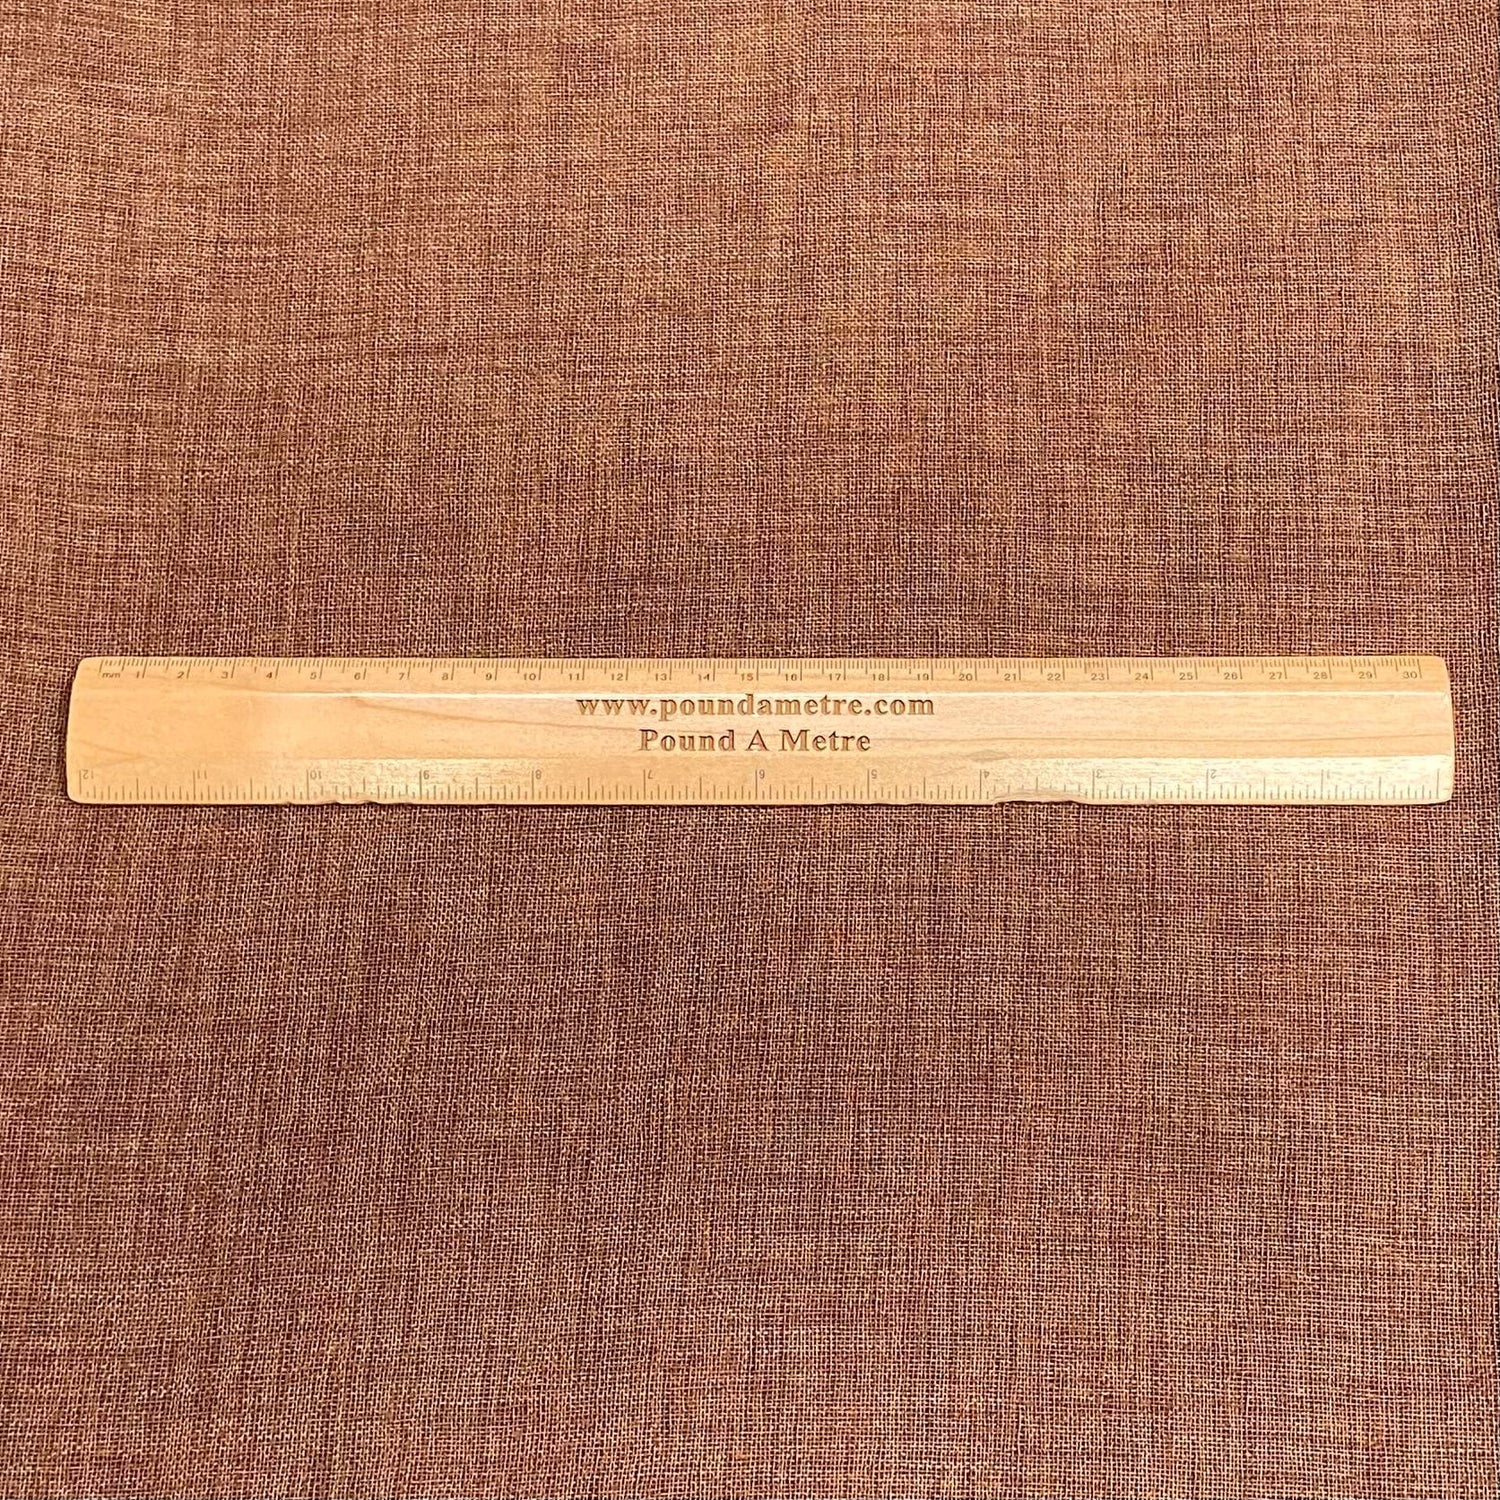 mm 1 2 3 4 5 6 7 8 9 10 11 12 13 14 15 16 17 18 19 20 21 22 23 24 25 26 27 28 29 30
www.poundametre.com
Pound A Metre
12 11 10 9 8 7 6 5 4 3 2 1